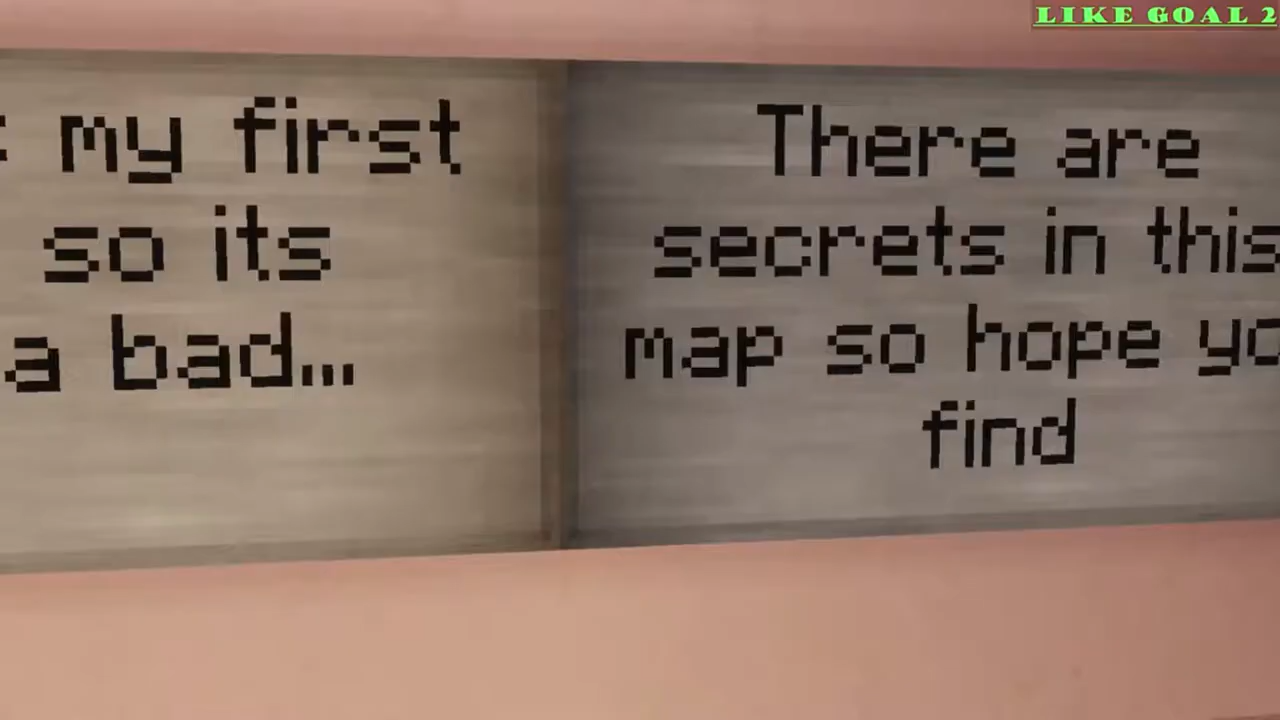 LIKE GOAL 2
my first
so its
a bad...
There are
secrets in this
map so hope
find